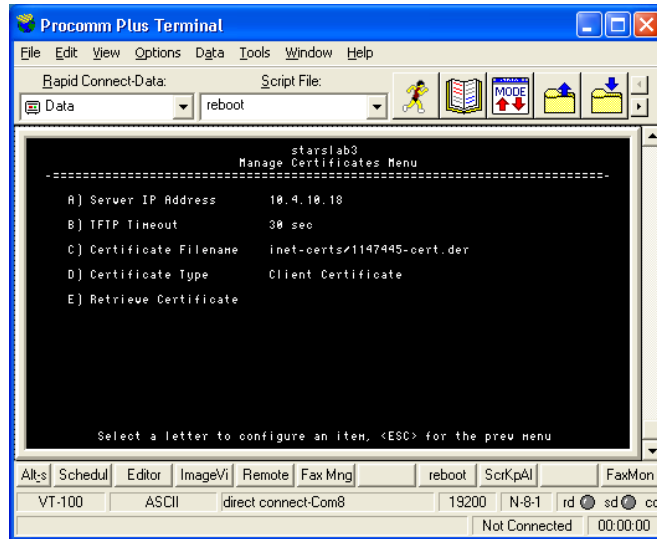 Procomm Plus Terminal
File Edit View Options Data Tools Window Help
Rapid Connect-Data: Script File:
Data reboot
MODE
starslab3
Manage Certificates Menu
A) Server IP Address 10.4.10.18
B) TFTP Timeout 30 sec
C) Certificate Filename inet-certs/1147445-cert.der
D) Certificate Type Client Certificate
E) Retrieve Certificate
Select a letter to configure an item, <ESC> for the prev menu
Alt-s Schedul Editor ImageVi Remote Fax Mng reboot ScrKpAl FaxMon
VT-100 ASCII direct connect-Com8 19200 N-8-1 rd sd cd
Not Connected 00:00:00